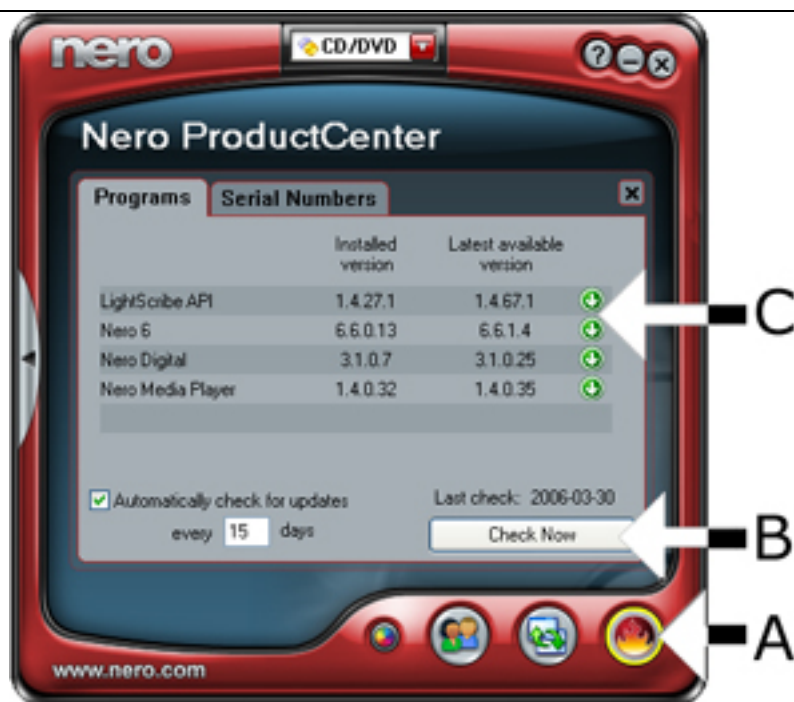 nero
CD/DVD
?
Nero ProductCenter
Programs Serial Numbers
Installed version Latest available version
LightScribe API 1.4.27.1 1.4.67.1
Nero 6 6.6.0.13 6.6.1.4
Nero Digital 3.1.0.7 3.1.0.25
Nero Media Player 1.4.0.32 1.4.0.35
C
Automatically check for updates Last check: 2006-03-30
every 15 days Check Now
B
A
www.nero.com